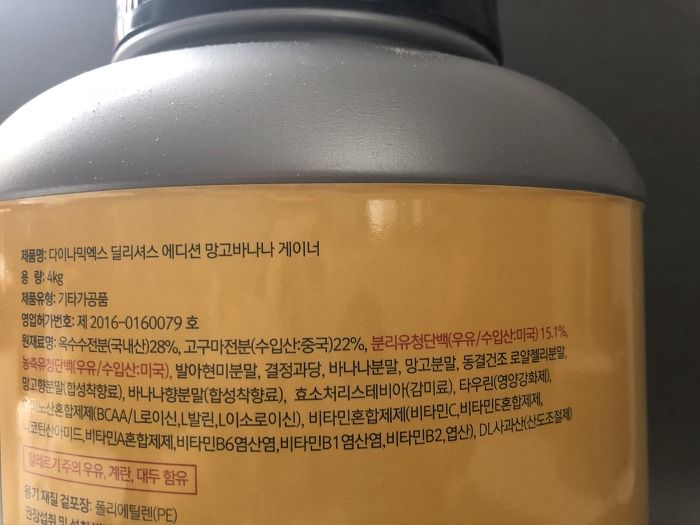 제품명: 다이나믹엑스 딜리셔스 에디션 망고바나나 게이너
용 량: 4kg
제품유형: 기타가공품
영업허가번호: 제 2016-0160079 호
원재료명: 옥수수전분(국내산)28%, 고구마전분(수입산:중국)22%, 분리유청단백(우유/수입산:미국) 15.1%,
농축유청단백(우유/수입산:미국), 발아현미분말, 결정과당, 바나나분말, 망고분말, 동결건조 로얄젤리분말,
망고향분말(합성착향료), 바나나향분말(합성착향료), 효소처리스테비아(감미료), 타우린(영양강화제),
아미노산혼합제제(BCAA/L로이신,L발린,L이소로이신), 비타민혼합제제(비타민C,비타민E혼합제제,
니코틴산아미드,비타민A혼합제제,비타민B6염산염,비타민B1염산염,비타민B2,엽산), DL사과산(산도조절제)
알레르기주의 우유, 계란, 대두 함유
용기 재질 겉포장: 폴리에틸렌(PE)
권장섭취 및 섭취